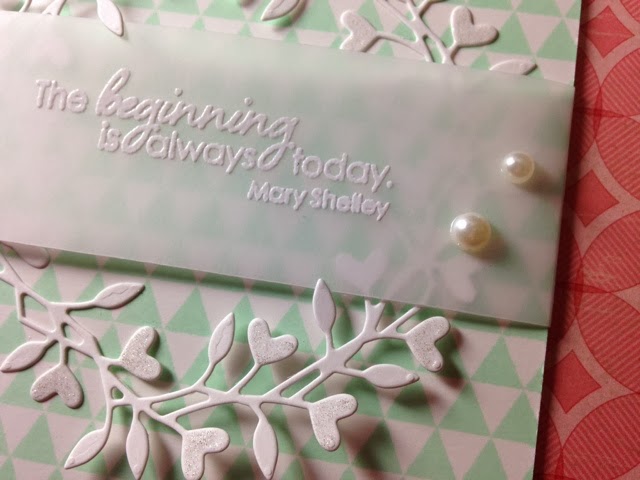 The beginning
is always today.
Mary Shelley